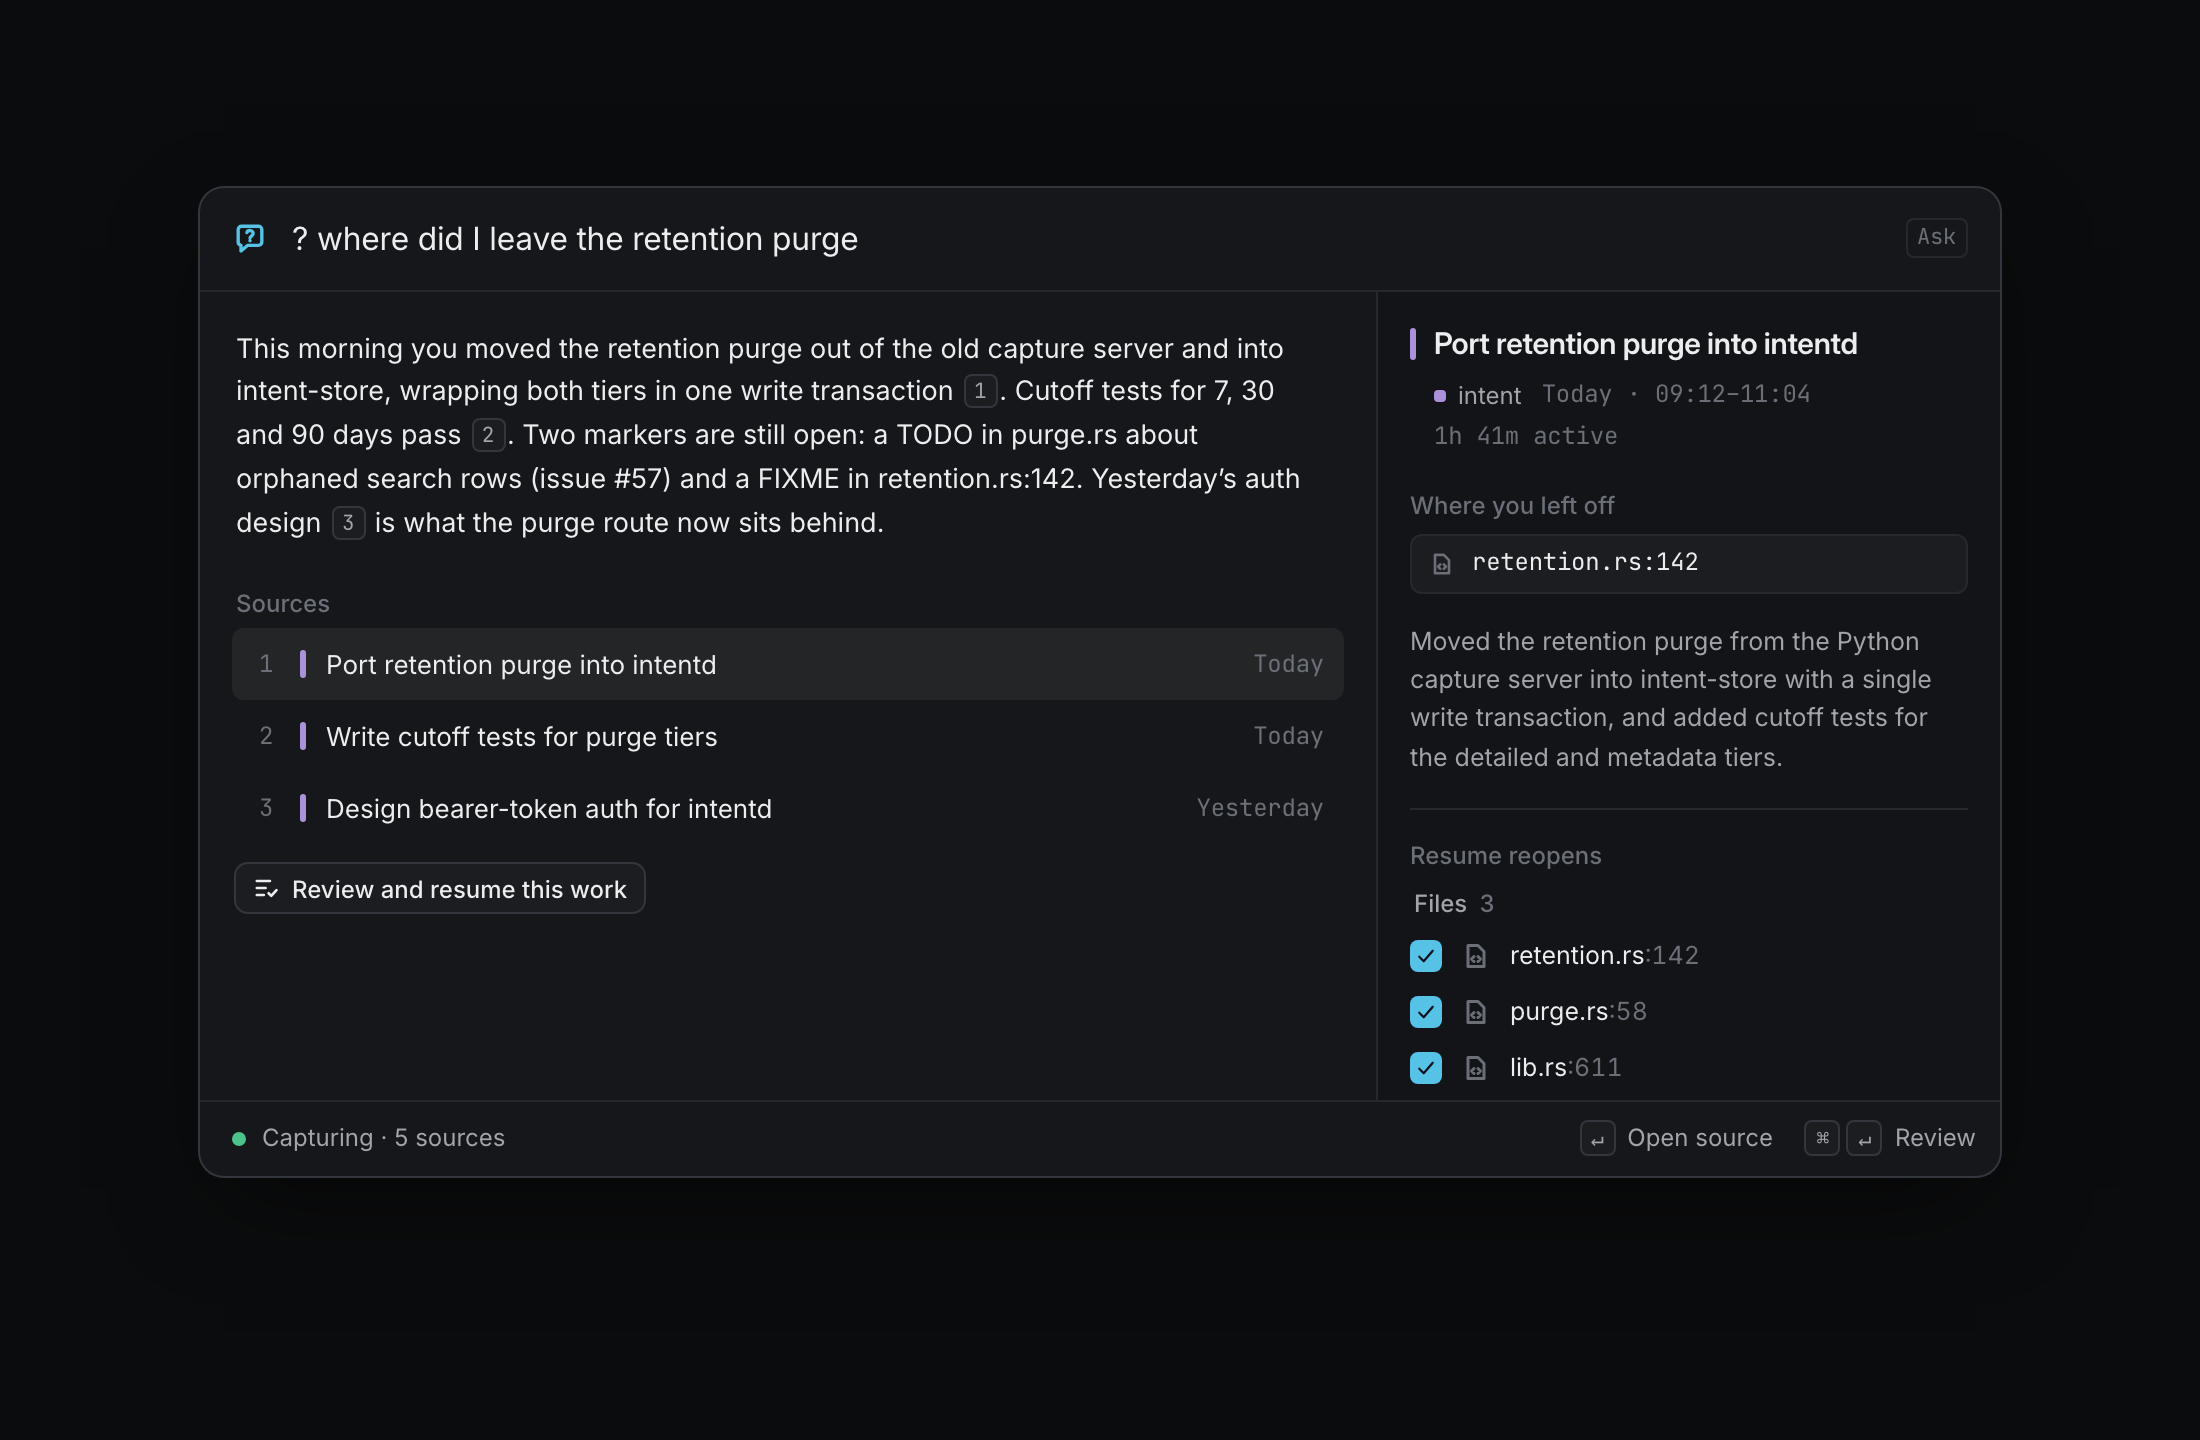 ? where did I leave the retention purge
Ask
This morning you moved the retention purge out of the old capture server and into
intent-store, wrapping both tiers in one write transaction 1. Cutoff tests for 7, 30
and 90 days pass 2. Two markers are still open: a TODO in purge.rs about
orphaned search rows (issue #57) and a FIXME in retention.rs:142. Yesterday’s auth
design 3 is what the purge route now sits behind.
Sources
1 Port retention purge into intentd Today
2 Write cutoff tests for purge tiers Today
3 Design bearer-token auth for intentd Yesterday
Review and resume this work
Port retention purge into intentd
intent Today · 09:12–11:04
1h 41m active
Where you left off
retention.rs:142
Moved the retention purge from the Python
capture server into intent-store with a single
write transaction, and added cutoff tests for
the detailed and metadata tiers.
Resume reopens
Files 3
retention.rs:142
purge.rs:58
lib.rs:611
Capturing · 5 sources
↵ Open source ⌘ ↵ Review